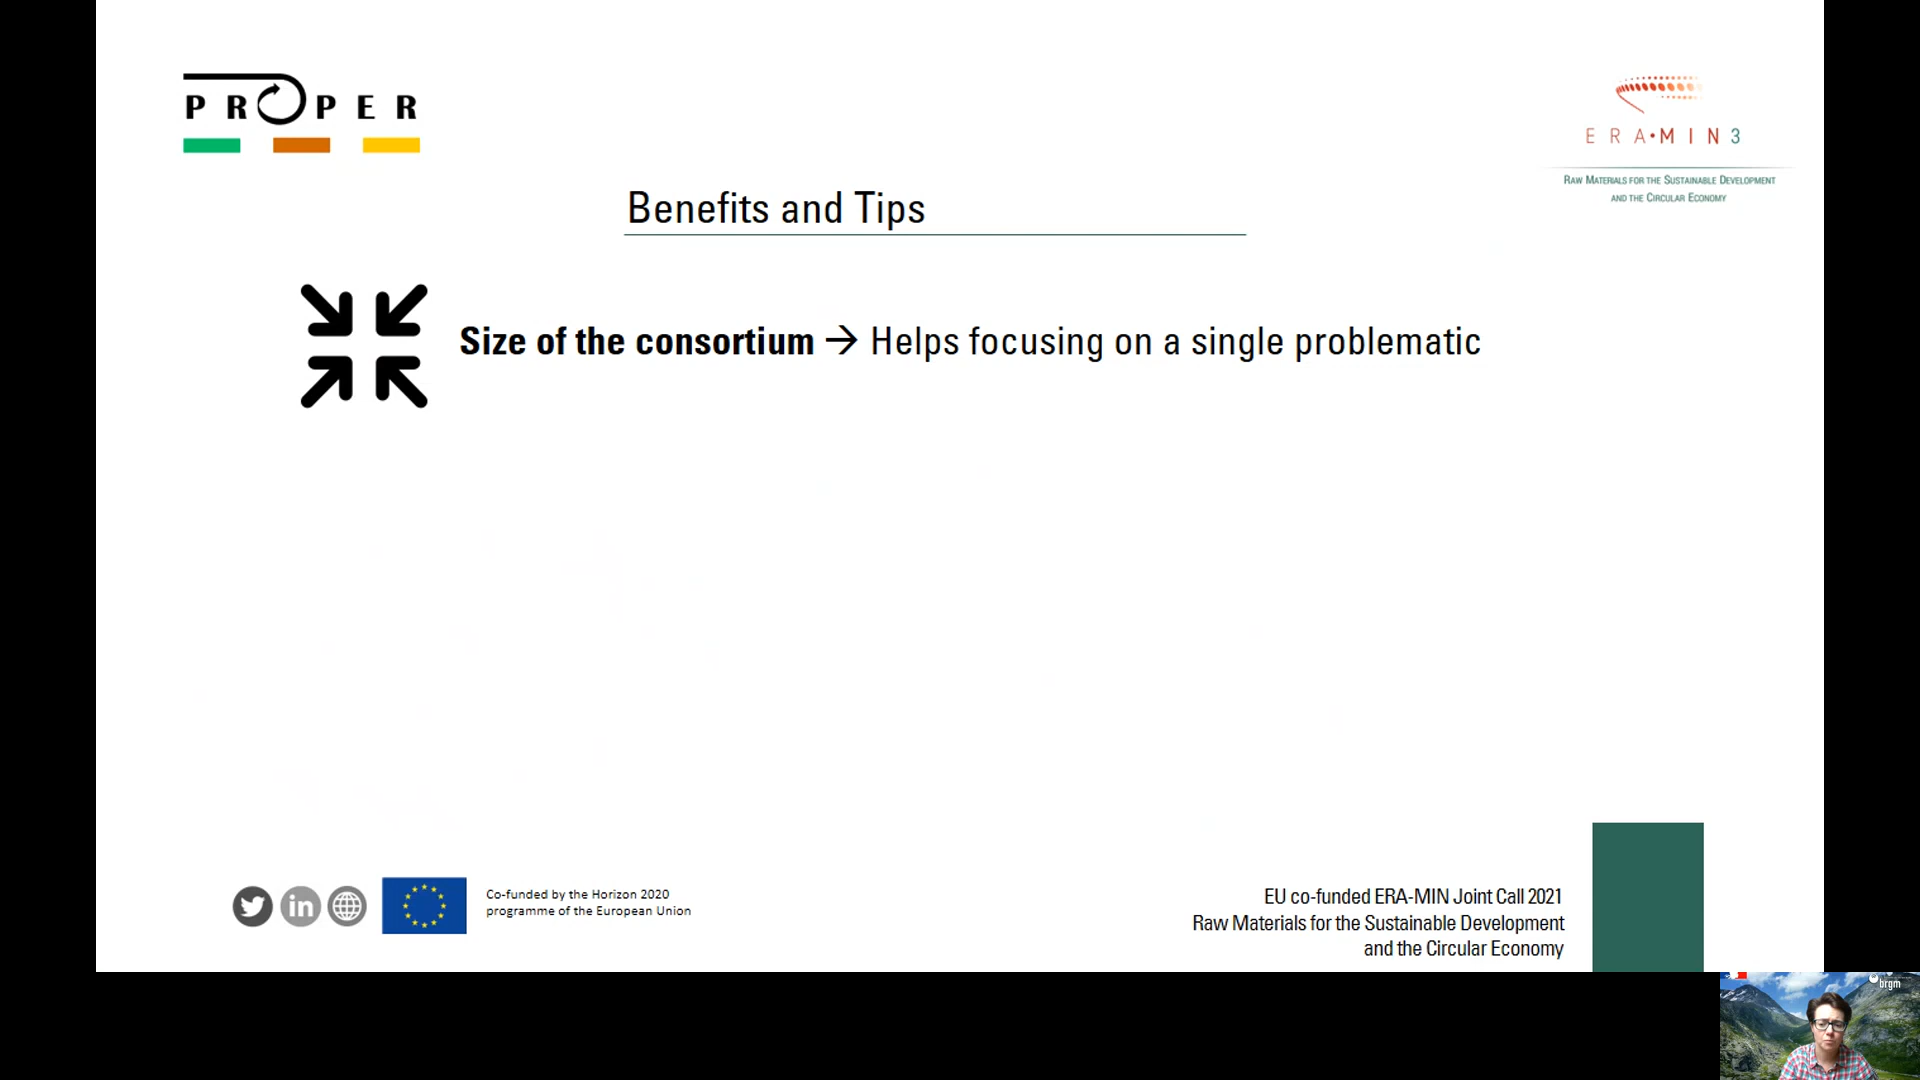 PROPER
ERA•MIN3
RAW MATERIALS FOR THE SUSTAINABLE DEVELOPMENT
AND THE CIRCULAR ECONOMY
Benefits and Tips
Size of the consortium → Helps focusing on a single problematic
in
Co-funded by the Horizon 2020
programme of the European Union
EU co-funded ERA-MIN Joint Call 2021
Raw Materials for the Sustainable Development
and the Circular Economy
brgm